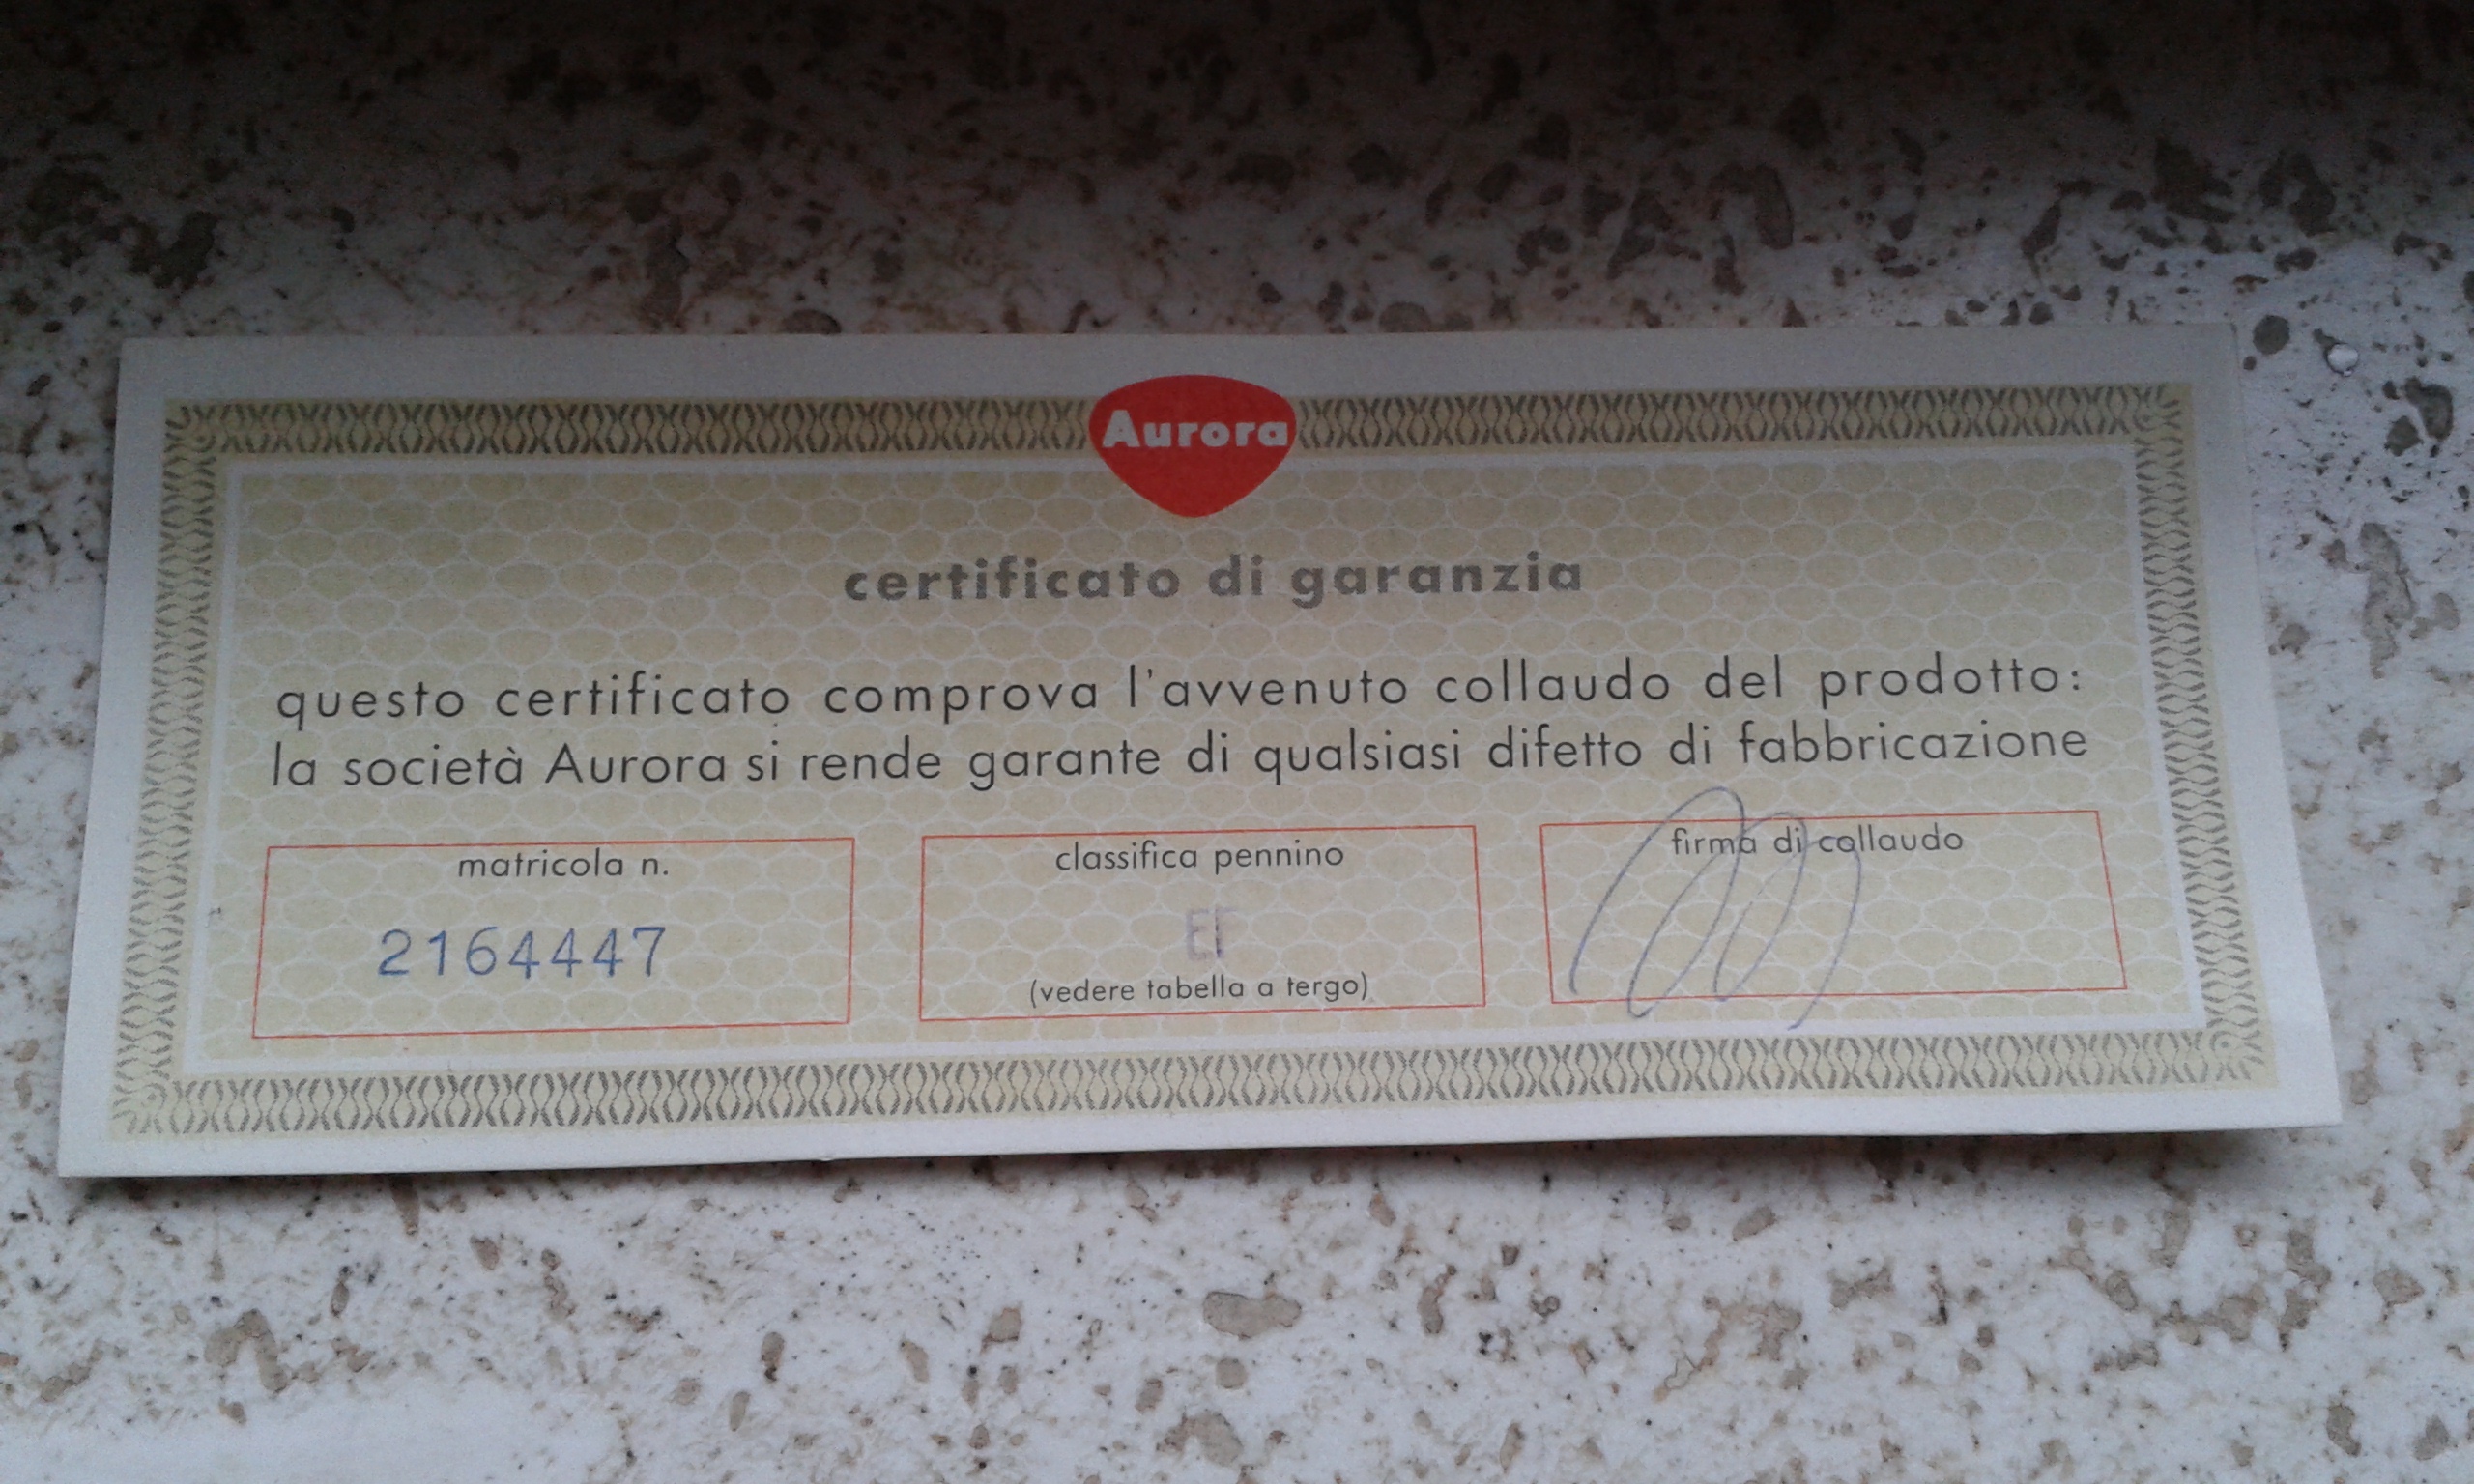 Aurora
certificato di garanzia
questo certificato comprova l'avvenuto collaudo del prodotto:
la società Aurora si rende garante di qualsiasi difetto di fabbricazione
matricola n.
2164447
classifica pennino
EF
(vedere tabella a tergo)
firma di collaudo